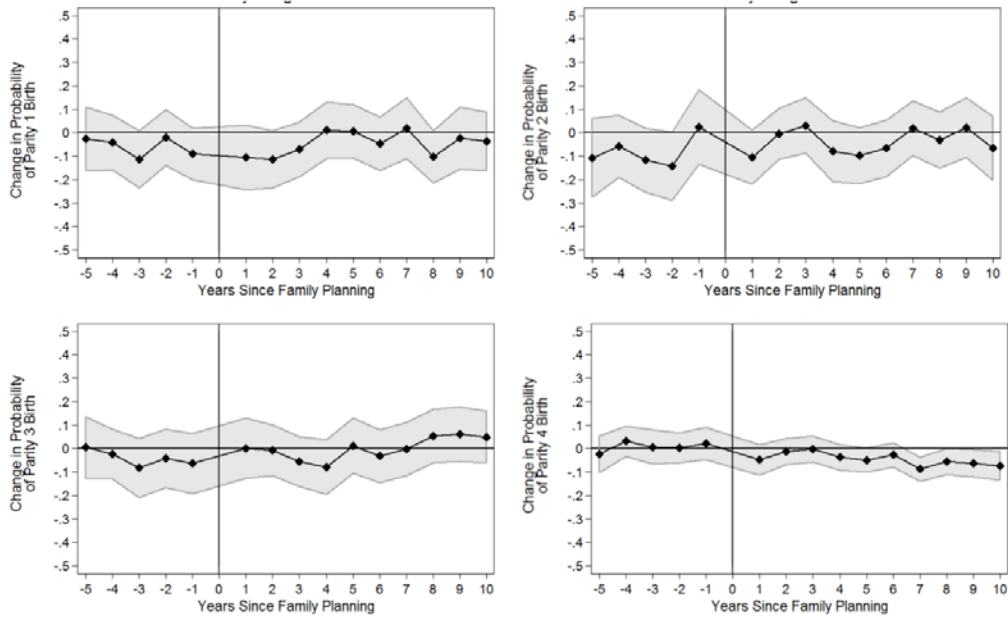 Change in Probability
of Parity 1 Birth
.5
.4
.3
.2
.1
0
-.1
-.2
-.3
-.4
-.5
-5 -4 -3 -2 -1 0 1 2 3 4 5 6 7 8 9 10
Years Since Family Planning
Change in Probability
of Parity 2 Birth
.5
.4
.3
.2
.1
0
-.1
-.2
-.3
-.4
-.5
-5 -4 -3 -2 -1 0 1 2 3 4 5 6 7 8 9 10
Years Since Family Planning
Change in Probability
of Parity 3 Birth
.5
.4
.3
.2
.1
0
-.1
-.2
-.3
-.4
-.5
-5 -4 -3 -2 -1 0 1 2 3 4 5 6 7 8 9 10
Years Since Family Planning
Change in Probability
of Parity 4 Birth
.5
.4
.3
.2
.1
0
-.1
-.2
-.3
-.4
-.5
-5 -4 -3 -2 -1 0 1 2 3 4 5 6 7 8 9 10
Years Since Family Planning